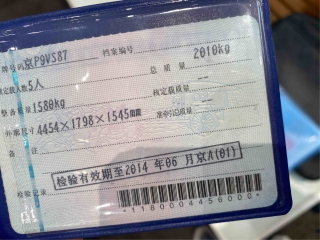 号牌号码 京P9VS87 档案编号
核定载人数 5人 总质量 2010kg
整备质量 1580kg 核定载质量 --
外廓尺寸 4454×1798×1545mm 准牵引总质量 --
备注
检验记录 检验有效期至2014年06月京A(01)
*1180004456000*